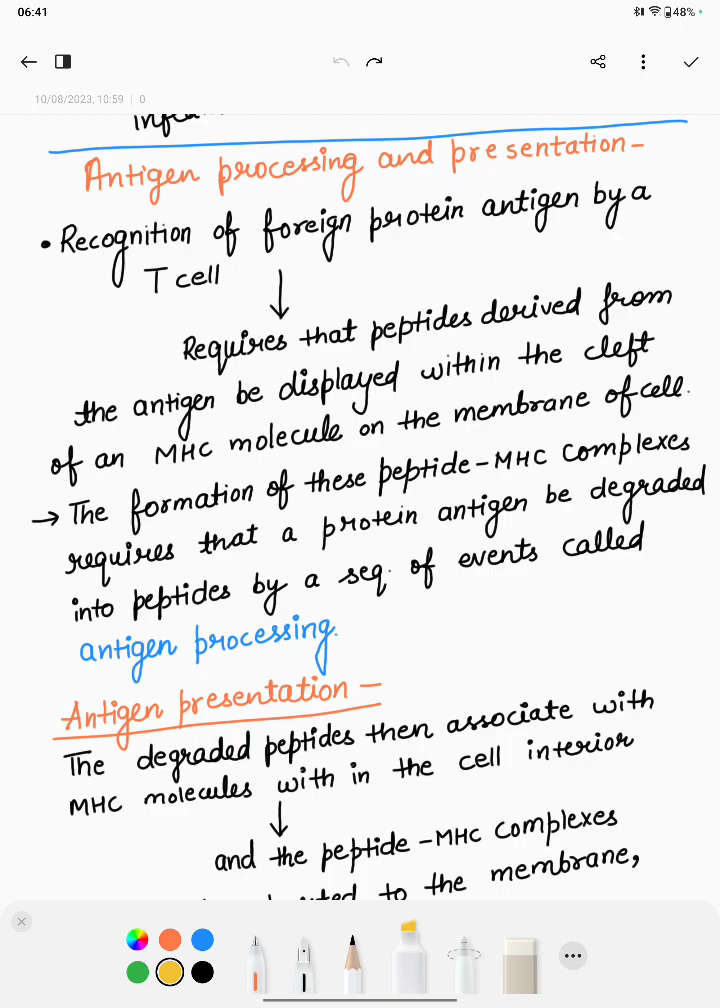 06:41
48%
10/08/2023, 10:59 | 0
Antigen processing and presentation-
• Recognition of foreign protein antigen by a
T cell
↓
Requires that peptides derived from
the antigen be displayed within the cleft
of an MHC molecule on the membrane of cell.
→ The formation of these peptide-MHC complexes
requires that a protein antigen be degraded
into peptides by a seq. of events called
antigen processing.
Antigen presentation-
The degraded peptides then associate with
MHC molecules with in the cell interior
↓
and the peptide-MHC complexes
to the membrane,